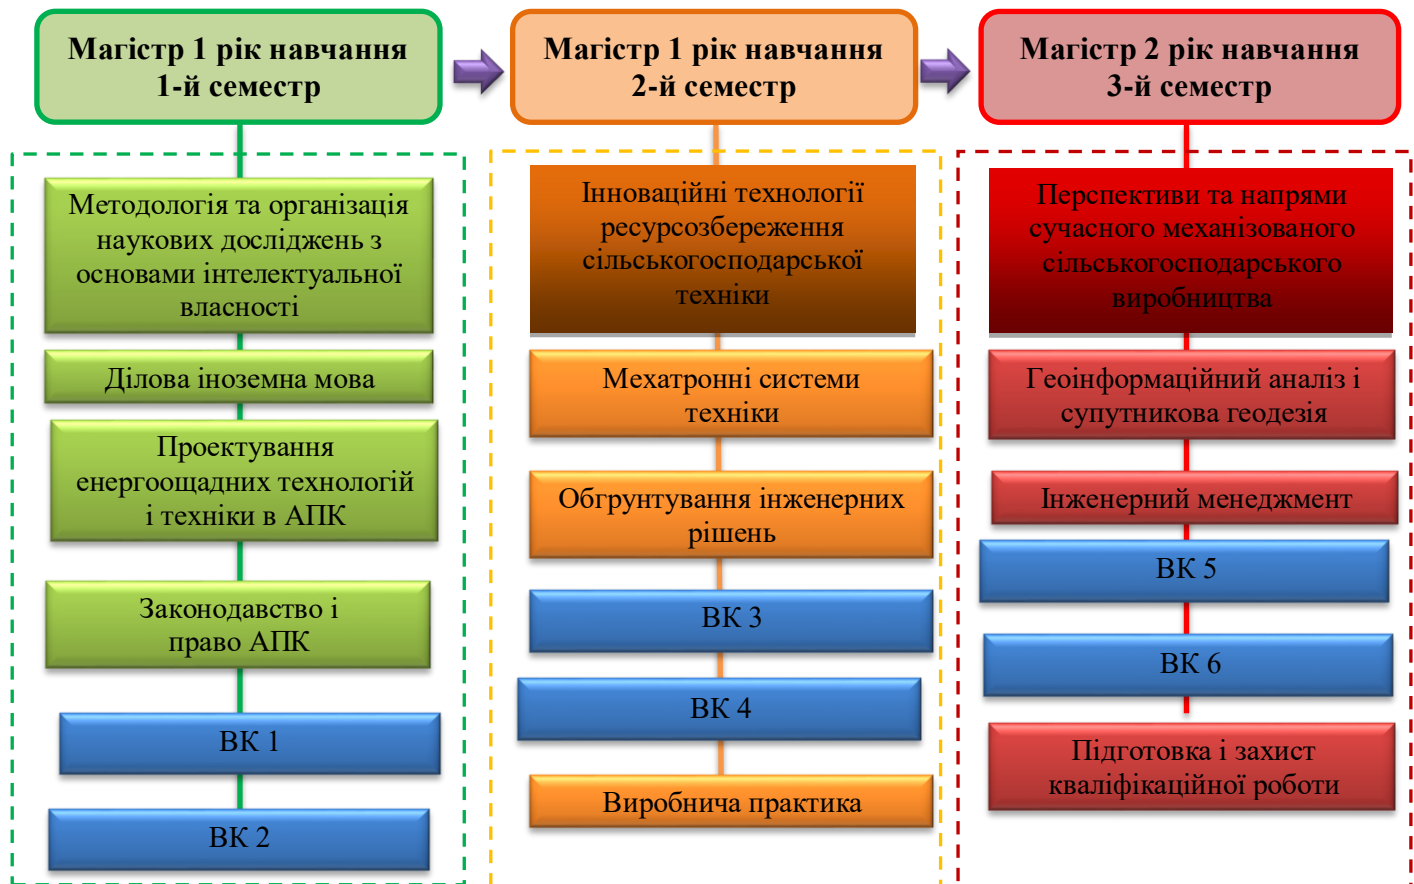 Магістр 1 рік навчання
1-й семестр
Методологія та організація
наукових досліджень з
основами інтелектуальної
власності
Ділова іноземна мова
Проектування
енергоощадних технологій
і техніки в АПК
Законодавство і
право АПК
ВК 1
ВК 2
Магістр 1 рік навчання
2-й семестр
Інноваційні технології
ресурсозбереження
сільськогосподарської
техніки
Мехатронні системи
техніки
Обгрунтування інженерних
рішень
ВК 3
ВК 4
Виробнича практика
Магістр 2 рік навчання
3-й семестр
Перспективи та напрями
сучасного механізованого
сільськогосподарського
виробництва
Геоінформаційний аналіз і
супутникова геодезія
Інженерний менеджмент
ВК 5
ВК 6
Підготовка і захист
кваліфікаційної роботи